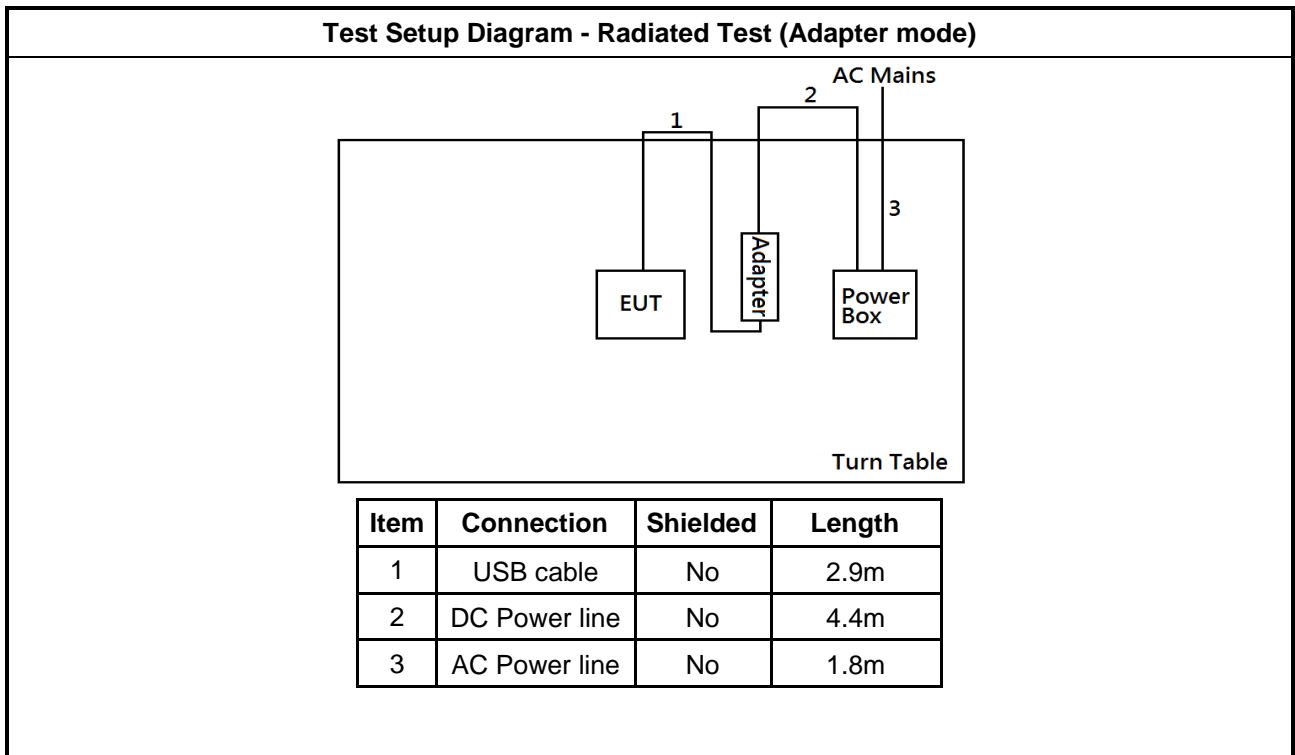 Test Setup Diagram - Radiated Test (Adapter mode)
AC Mains
2
1
3
Adapter
EUT
Power
Box
Turn Table
Item Connection Shielded Length
1 USB cable No 2.9m
2 DC Power line No 4.4m
3 AC Power line No 1.8m